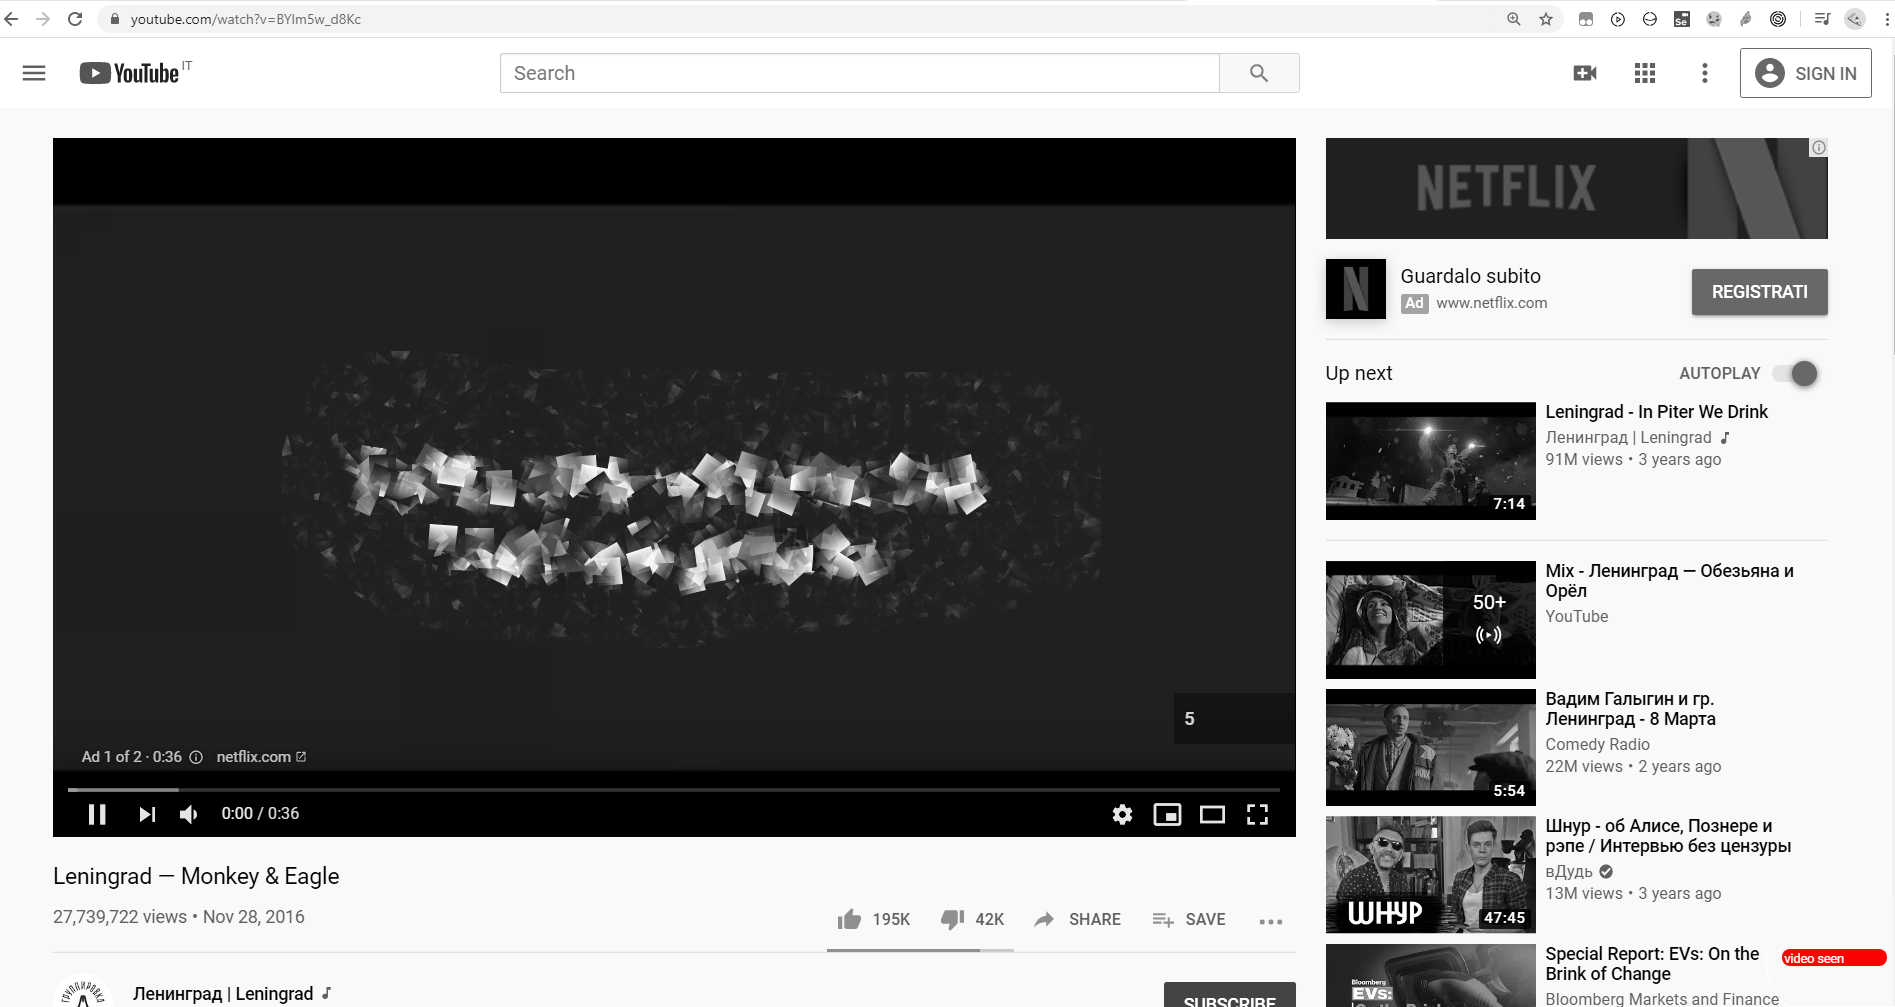 youtube.com/watch?v=BYIm5w_d8Kc
YouTube IT
Search
SIGN IN
NETFLIX
Guardalo subito
Ad www.netflix.com
REGISTRATI
Up next
AUTOPLAY
Leningrad - In Piter We Drink
Ленинград | Leningrad
91M views • 3 years ago
7:14
Mix - Ленинград — Обезьяна и
Орёл
YouTube
50+
Вадим Галыгин и гр.
Ленинград - 8 Марта
Comedy Radio
22M views • 2 years ago
5:54
Шнур - об Алисе, Познере и
рэпе / Интервью без цензуры
вДудь
13M views • 3 years ago
ШНУР
47:45
Special Report: EVs: On the
Brink of Change
Bloomberg Markets and Finance
video seen
Bloomberg
EVs:
5
Ad 1 of 2 · 0:36
netflix.com
0:00 / 0:36
Leningrad — Monkey & Eagle
27,739,722 views • Nov 28, 2016
195K
42K
SHARE
SAVE
Ленинград | Leningrad
SUBSCRIBE